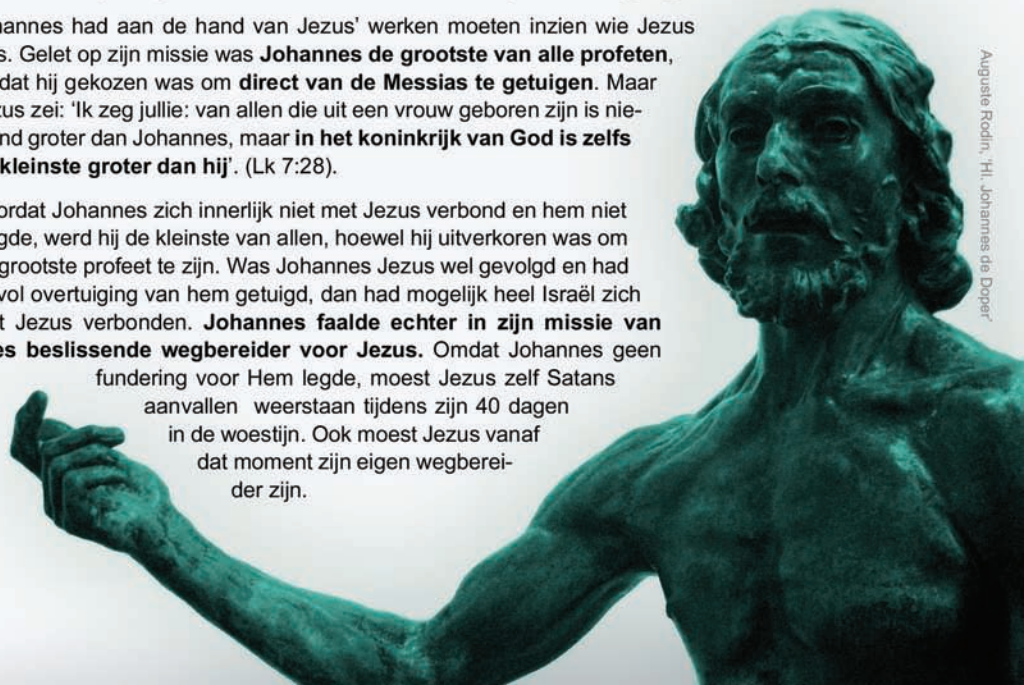 annes had aan de hand van Jezus’ werken moeten inzien wie Jezus
s. Gelet op zijn missie was Johannes de grootste van alle profeten,
dat hij gekozen was om direct van de Messias te getuigen. Maar
zus zei: ‘Ik zeg jullie: van allen die uit een vrouw geboren zijn is nie-
nd groter dan Johannes, maar in het koninkrijk van God is zelfs
kleinste groter dan hij’. (Lk 7:28).
ordat Johannes zich innerlijk niet met Jezus verbond en hem niet
gde, werd hij de kleinste van allen, hoewel hij uitverkoren was om
grootste profeet te zijn. Was Johannes Jezus wel gevolgd en had
vol overtuiging van hem getuigd, dan had mogelijk heel Israël zich
t Jezus verbonden. Johannes faalde echter in zijn missie van
es beslissende wegbereider voor Jezus. Omdat Johannes geen
fundering voor Hem legde, moest Jezus zelf Satans
aanvallen weerstaan tijdens zijn 40 dagen
in de woestijn. Ook moest Jezus vanaf
dat moment zijn eigen wegberei-
der zijn.
Auguste Rodin, ‘Hl. Johannes de Doper’